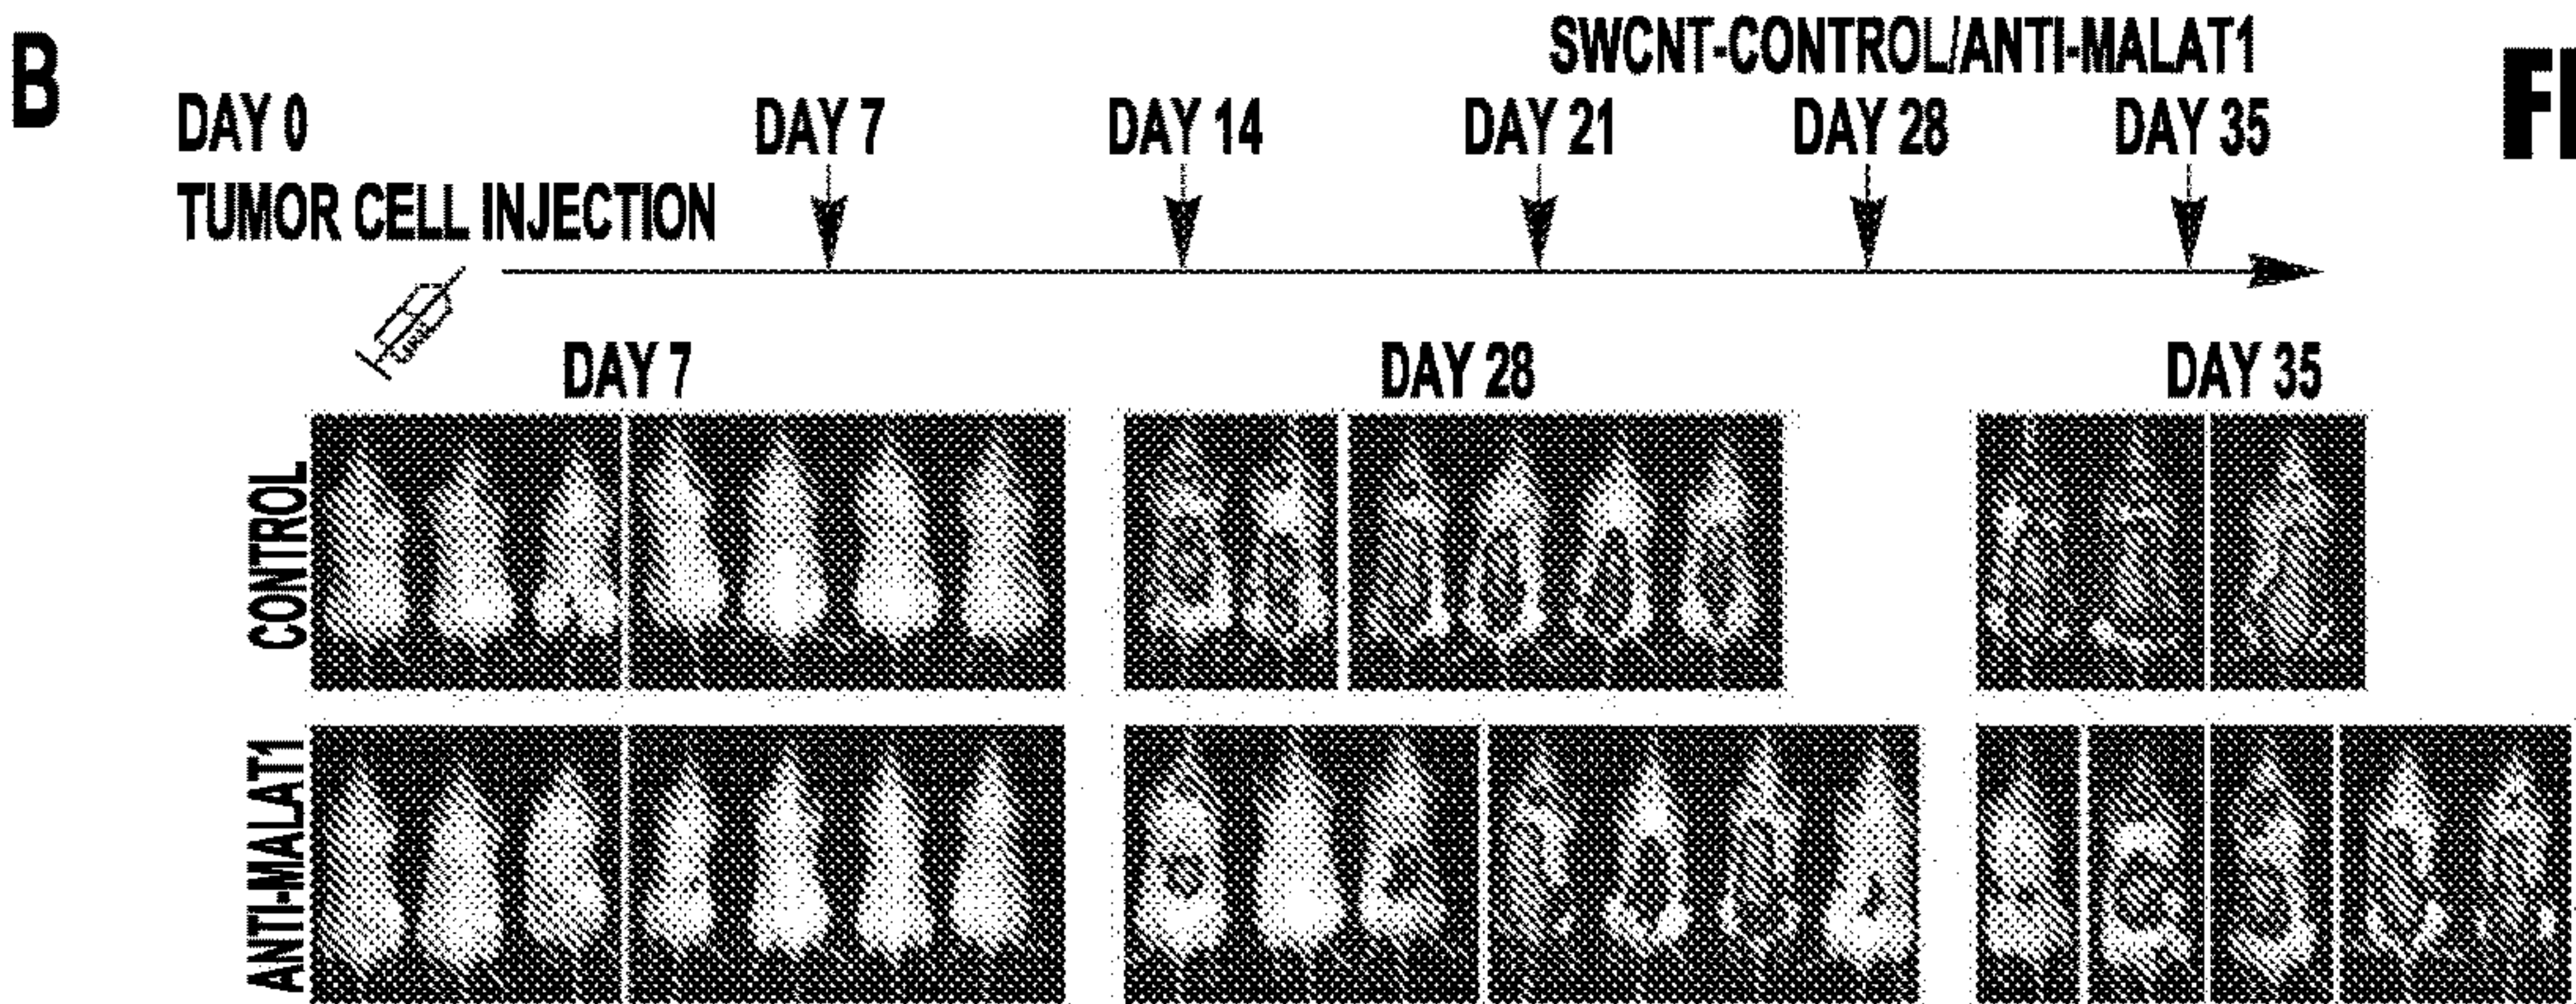 B
SWCNT-CONTROL/ANTI-MALAT1
DAY 0
DAY 7
DAY 14
DAY 21
DAY 28
DAY 35
TUMOR CELL INJECTION
DAY 7
DAY 28
DAY 35
CONTROL
ANTI-MALAT1